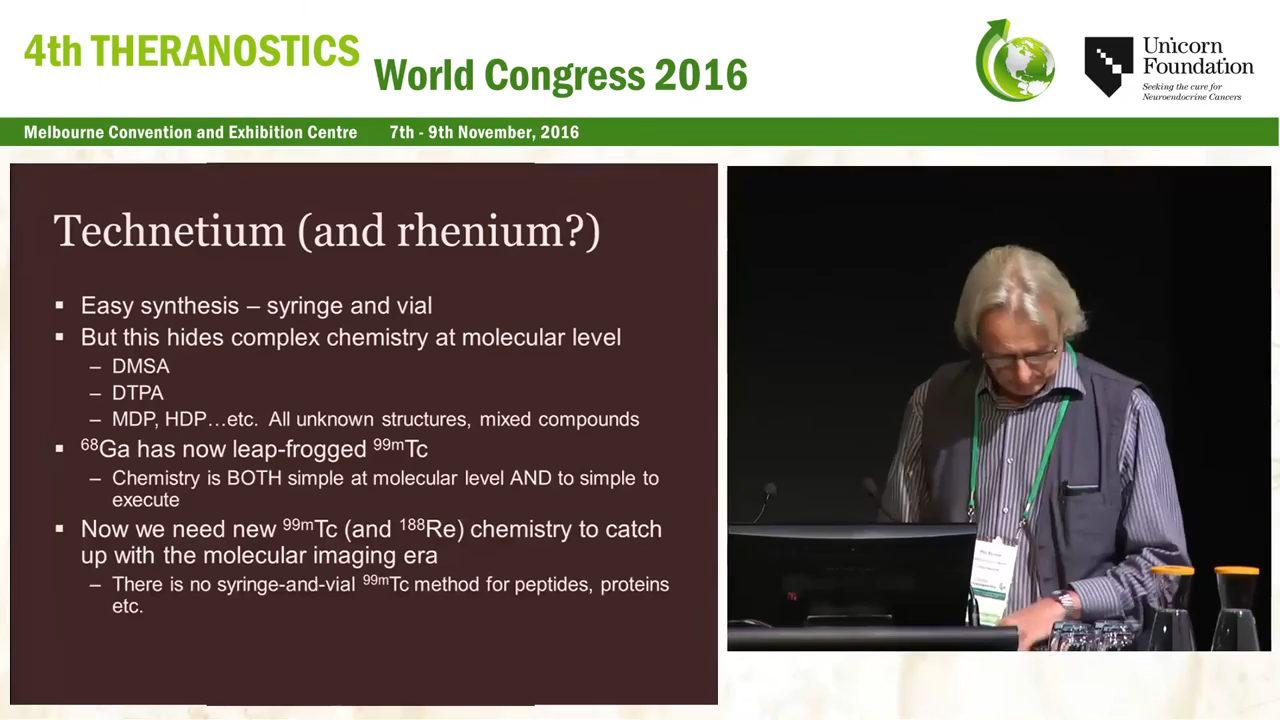 4th THERANOSTICS
World Congress 2016
Unicorn
Foundation
Seeking the cure for
Neuroendocrine Cancers
Melbourne Convention and Exhibition Centre 7th - 9th November, 2016
Technetium (and rhenium?)
▪ Easy synthesis – syringe and vial
▪ But this hides complex chemistry at molecular level
– DMSA
– DTPA
– MDP, HDP…etc. All unknown structures, mixed compounds
▪ ⁶⁸Ga has now leap-frogged ⁹⁹ᵐTc
– Chemistry is BOTH simple at molecular level AND to simple to
execute
▪ Now we need new ⁹⁹ᵐTc (and ¹⁸⁸Re) chemistry to catch
up with the molecular imaging era
– There is no syringe-and-vial ⁹⁹ᵐTc method for peptides, proteins
etc.